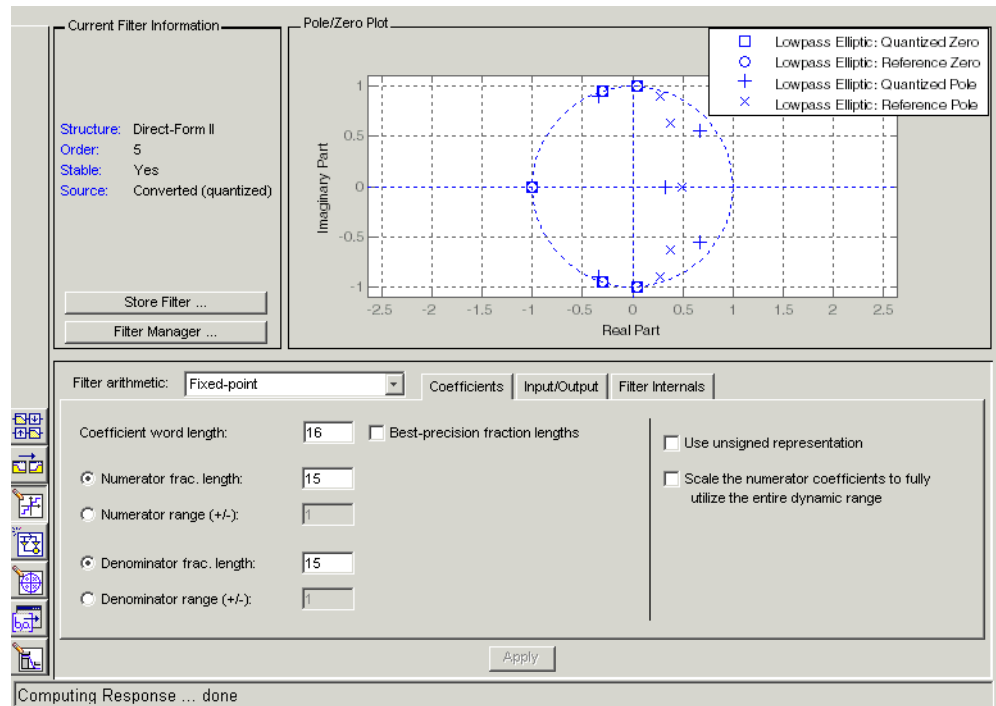 Current Filter Information
Structure: Direct-Form II
Order: 5
Stable: Yes
Source: Converted (quantized)
Store Filter ...
Filter Manager ...
Pole/Zero Plot
Lowpass Elliptic: Quantized Zero
Lowpass Elliptic: Reference Zero
Lowpass Elliptic: Quantized Pole
Lowpass Elliptic: Reference Pole
1
0.5
0
-0.5
-1
Imaginary Part
-2.5 -2 -1.5 -1 -0.5 0 0.5 1 1.5 2 2.5
Real Part
Filter arithmetic: Fixed-point
Coefficients Input/Output Filter Internals
Coefficient word length: 16 Best-precision fraction lengths
Numerator frac. length: 15
Numerator range (+/-): 1
Denominator frac. length: 15
Denominator range (+/-): 1
Use unsigned representation
Scale the numerator coefficients to fully
utilize the entire dynamic range
Apply
[b,a]
Computing Response ... done